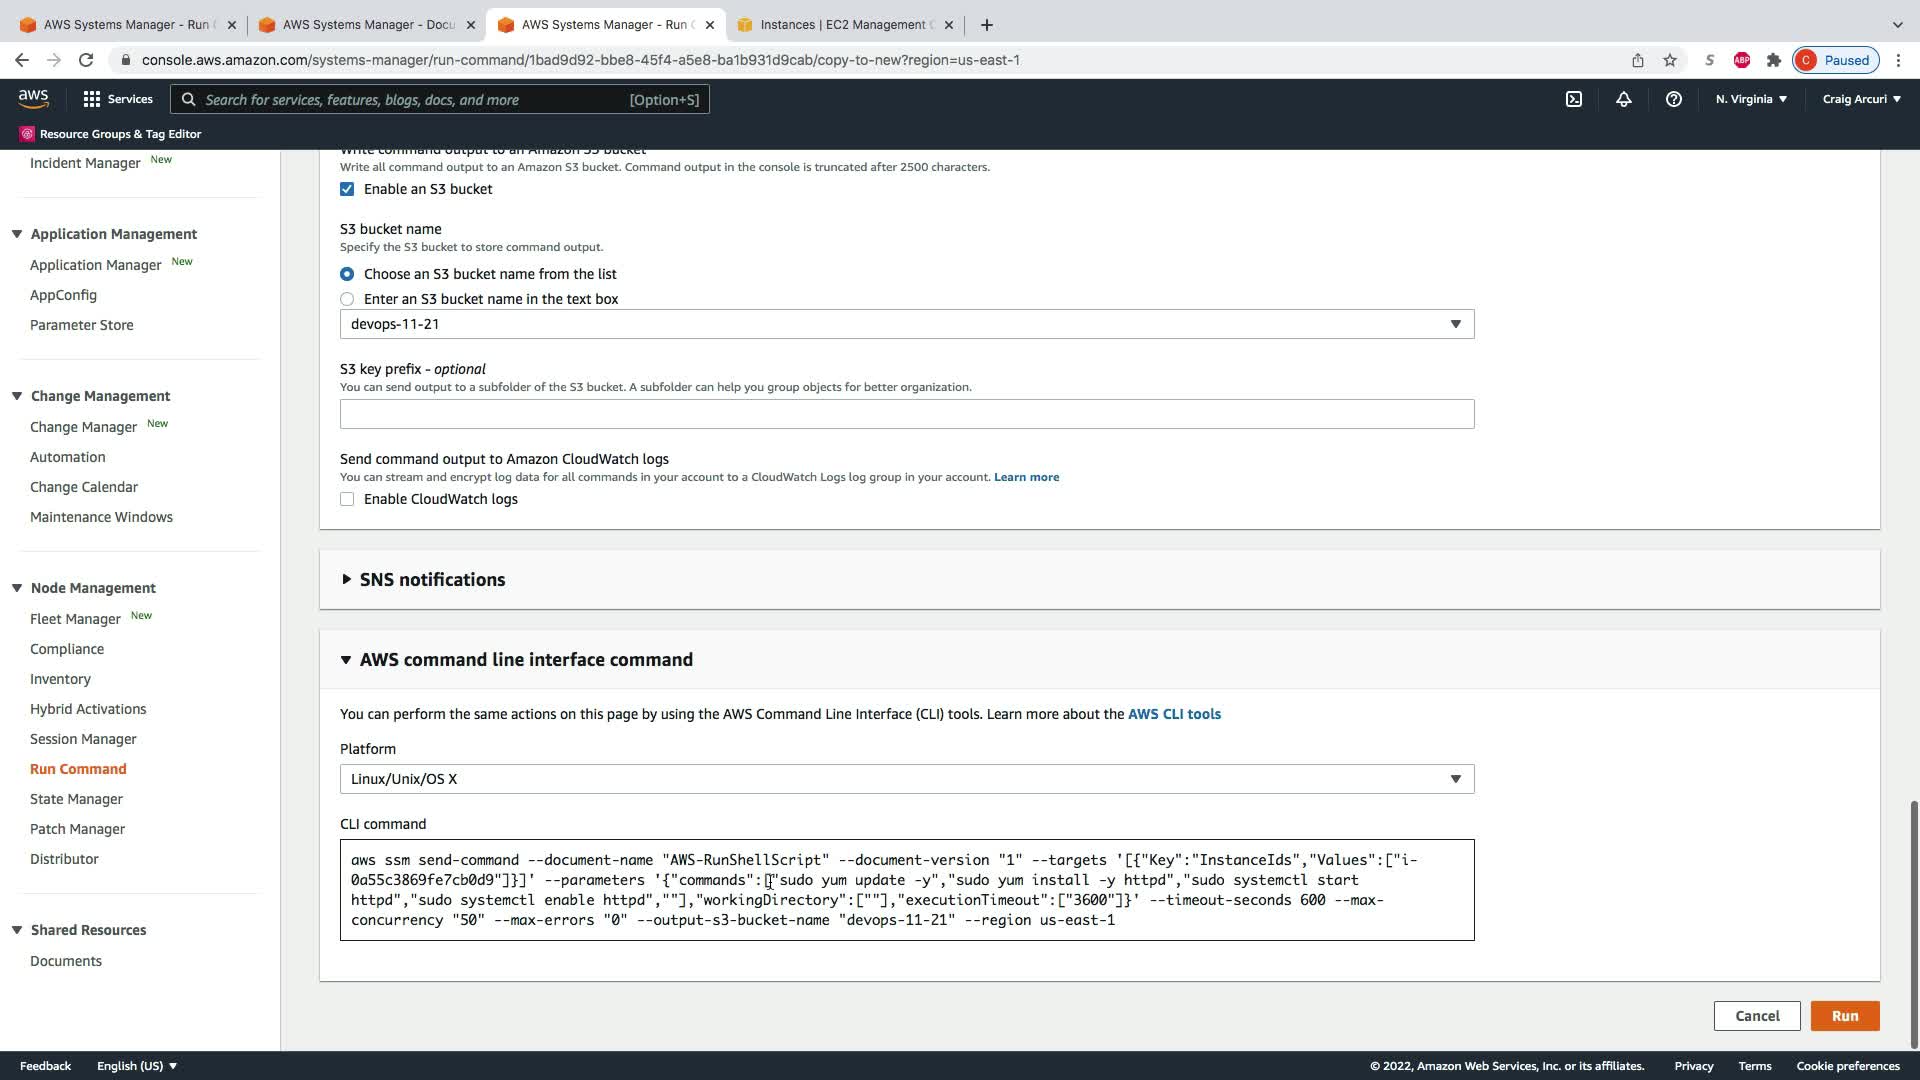 AWS Systems Manager - Run C
AWS Systems Manager - Docu
AWS Systems Manager - Run C
Instances | EC2 Management C
console.aws.amazon.com/systems-manager/run-command/1bad9d92-bbe8-45f4-a5e8-ba1b931d9cab/copy-to-new?region=us-east-1
S
ABP
C
Paused
aws
Services
Search for services, features, blogs, docs, and more
[Option+S]
N. Virginia
Craig Arcuri
Resource Groups & Tag Editor
Incident Manager New
Application Management
Application Manager New
AppConfig
Parameter Store
Change Management
Change Manager New
Automation
Change Calendar
Maintenance Windows
Node Management
Fleet Manager New
Compliance
Inventory
Hybrid Activations
Session Manager
Run Command
State Manager
Patch Manager
Distributor
Shared Resources
Documents
Write command output to an Amazon S3 bucket
Write all command output to an Amazon S3 bucket. Command output in the console is truncated after 2500 characters.
Enable an S3 bucket
S3 bucket name
Specify the S3 bucket to store command output.
Choose an S3 bucket name from the list
Enter an S3 bucket name in the text box
devops-11-21
S3 key prefix - optional
You can send output to a subfolder of the S3 bucket. A subfolder can help you group objects for better organization.
Send command output to Amazon CloudWatch logs
You can stream and encrypt log data for all commands in your account to a CloudWatch Logs log group in your account. Learn more
Enable CloudWatch logs
SNS notifications
AWS command line interface command
You can perform the same actions on this page by using the AWS Command Line Interface (CLI) tools. Learn more about the AWS CLI tools
Platform
Linux/Unix/OS X
CLI command
aws ssm send-command --document-name "AWS-RunShellScript" --document-version "1" --targets '[{"Key":"InstanceIds","Values":["i-
0a55c3869fe7cb0d9"]}]' --parameters '{"commands":["sudo yum update -y","sudo yum install -y httpd","sudo systemctl start
httpd","sudo systemctl enable httpd",""],"workingDirectory":[""],"executionTimeout":["3600"]}' --timeout-seconds 600 --max-
concurrency "50" --max-errors "0" --output-s3-bucket-name "devops-11-21" --region us-east-1
Cancel
Run
Feedback
English (US)
© 2022, Amazon Web Services, Inc. or its affiliates.
Privacy
Terms
Cookie preferences